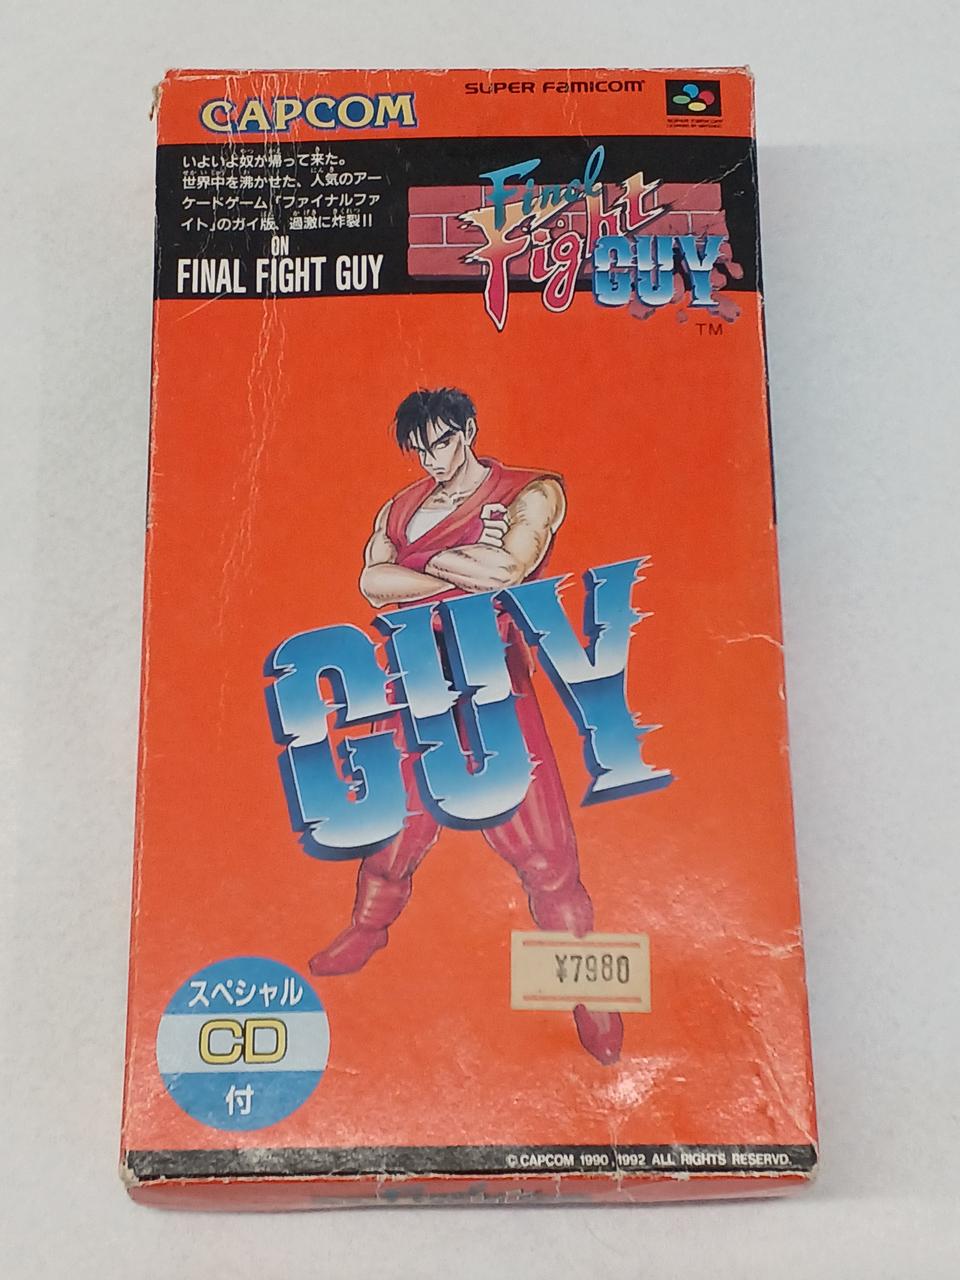 CAPCOM
SUPER FAMICOM
いよいよ奴が帰って来た。
世界中を沸かせた、人気のアー
ケードゲーム「ファイナルファ
イト」のガイ版、過激に炸裂!!
ON
FINAL FIGHT GUY
Final
Fight
GUY
TM
GUY
¥7980
スペシャル
CD
付
© CAPCOM 1990,1992 ALL RIGHTS RESERVD.